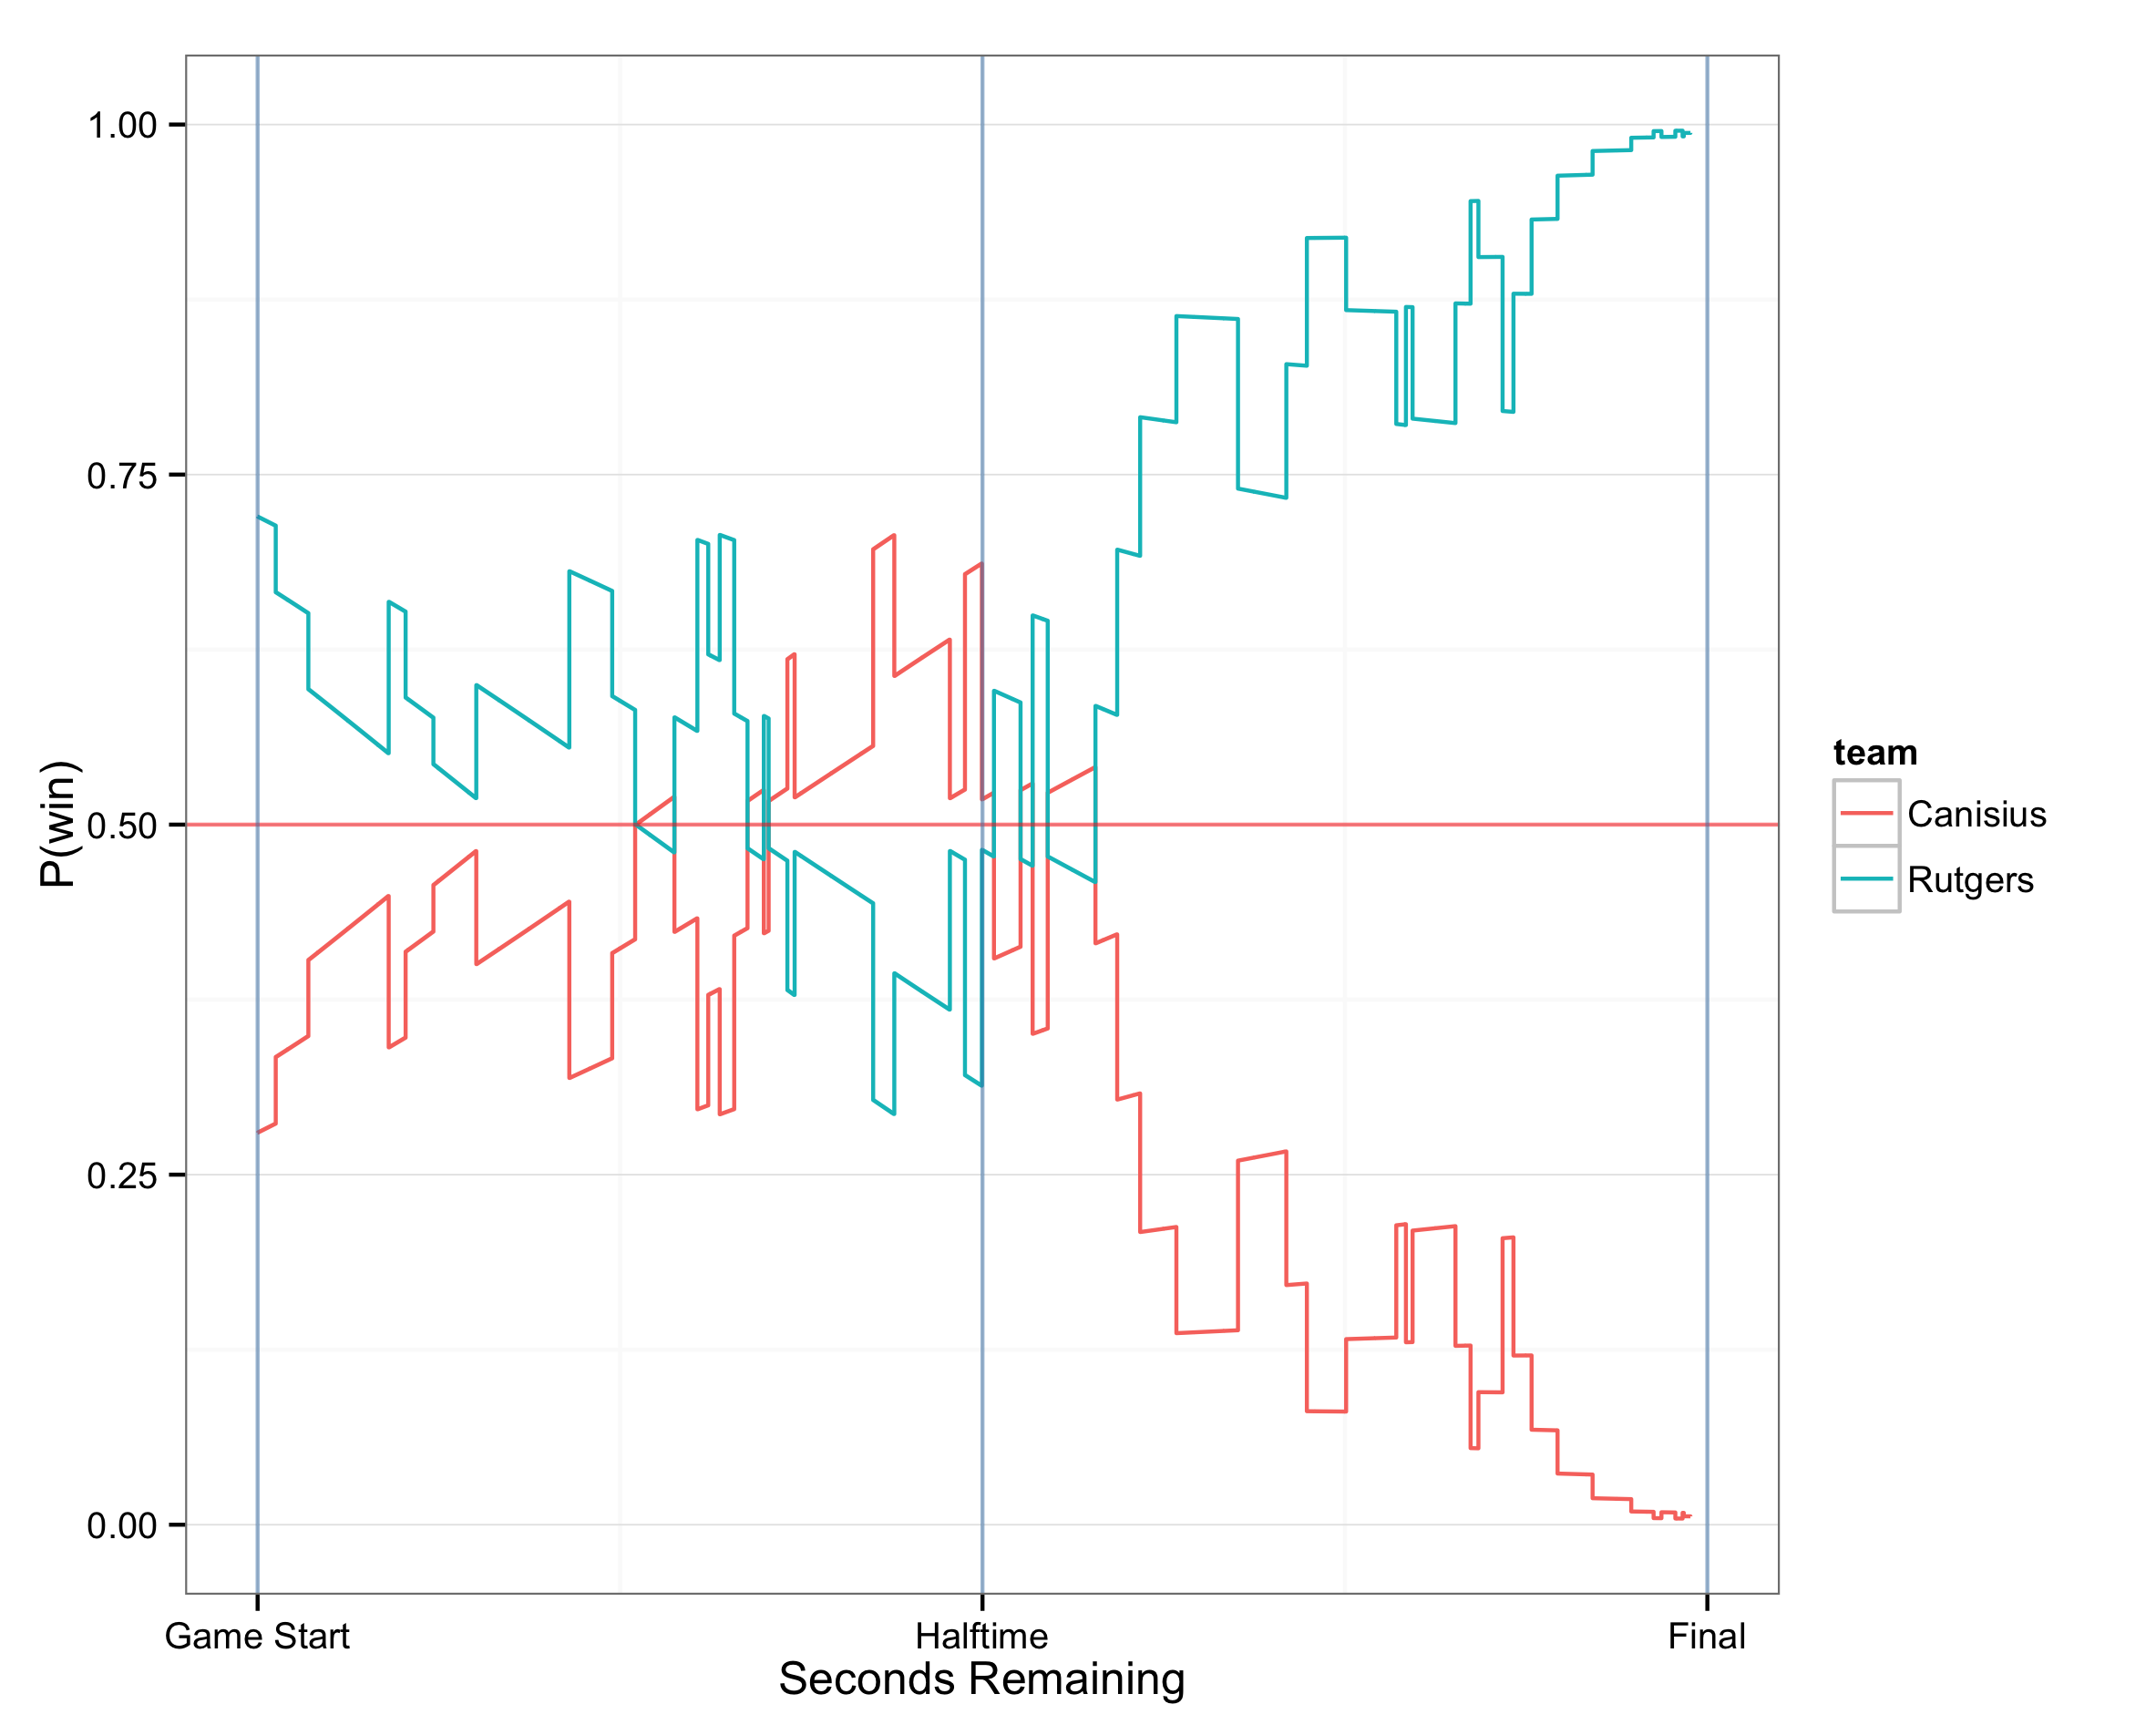 1.00
0.75
0.50
0.25
0.00
P(win)
Game Start
Halftime
Final
Seconds Remaining
team
Canisius
Rutgers